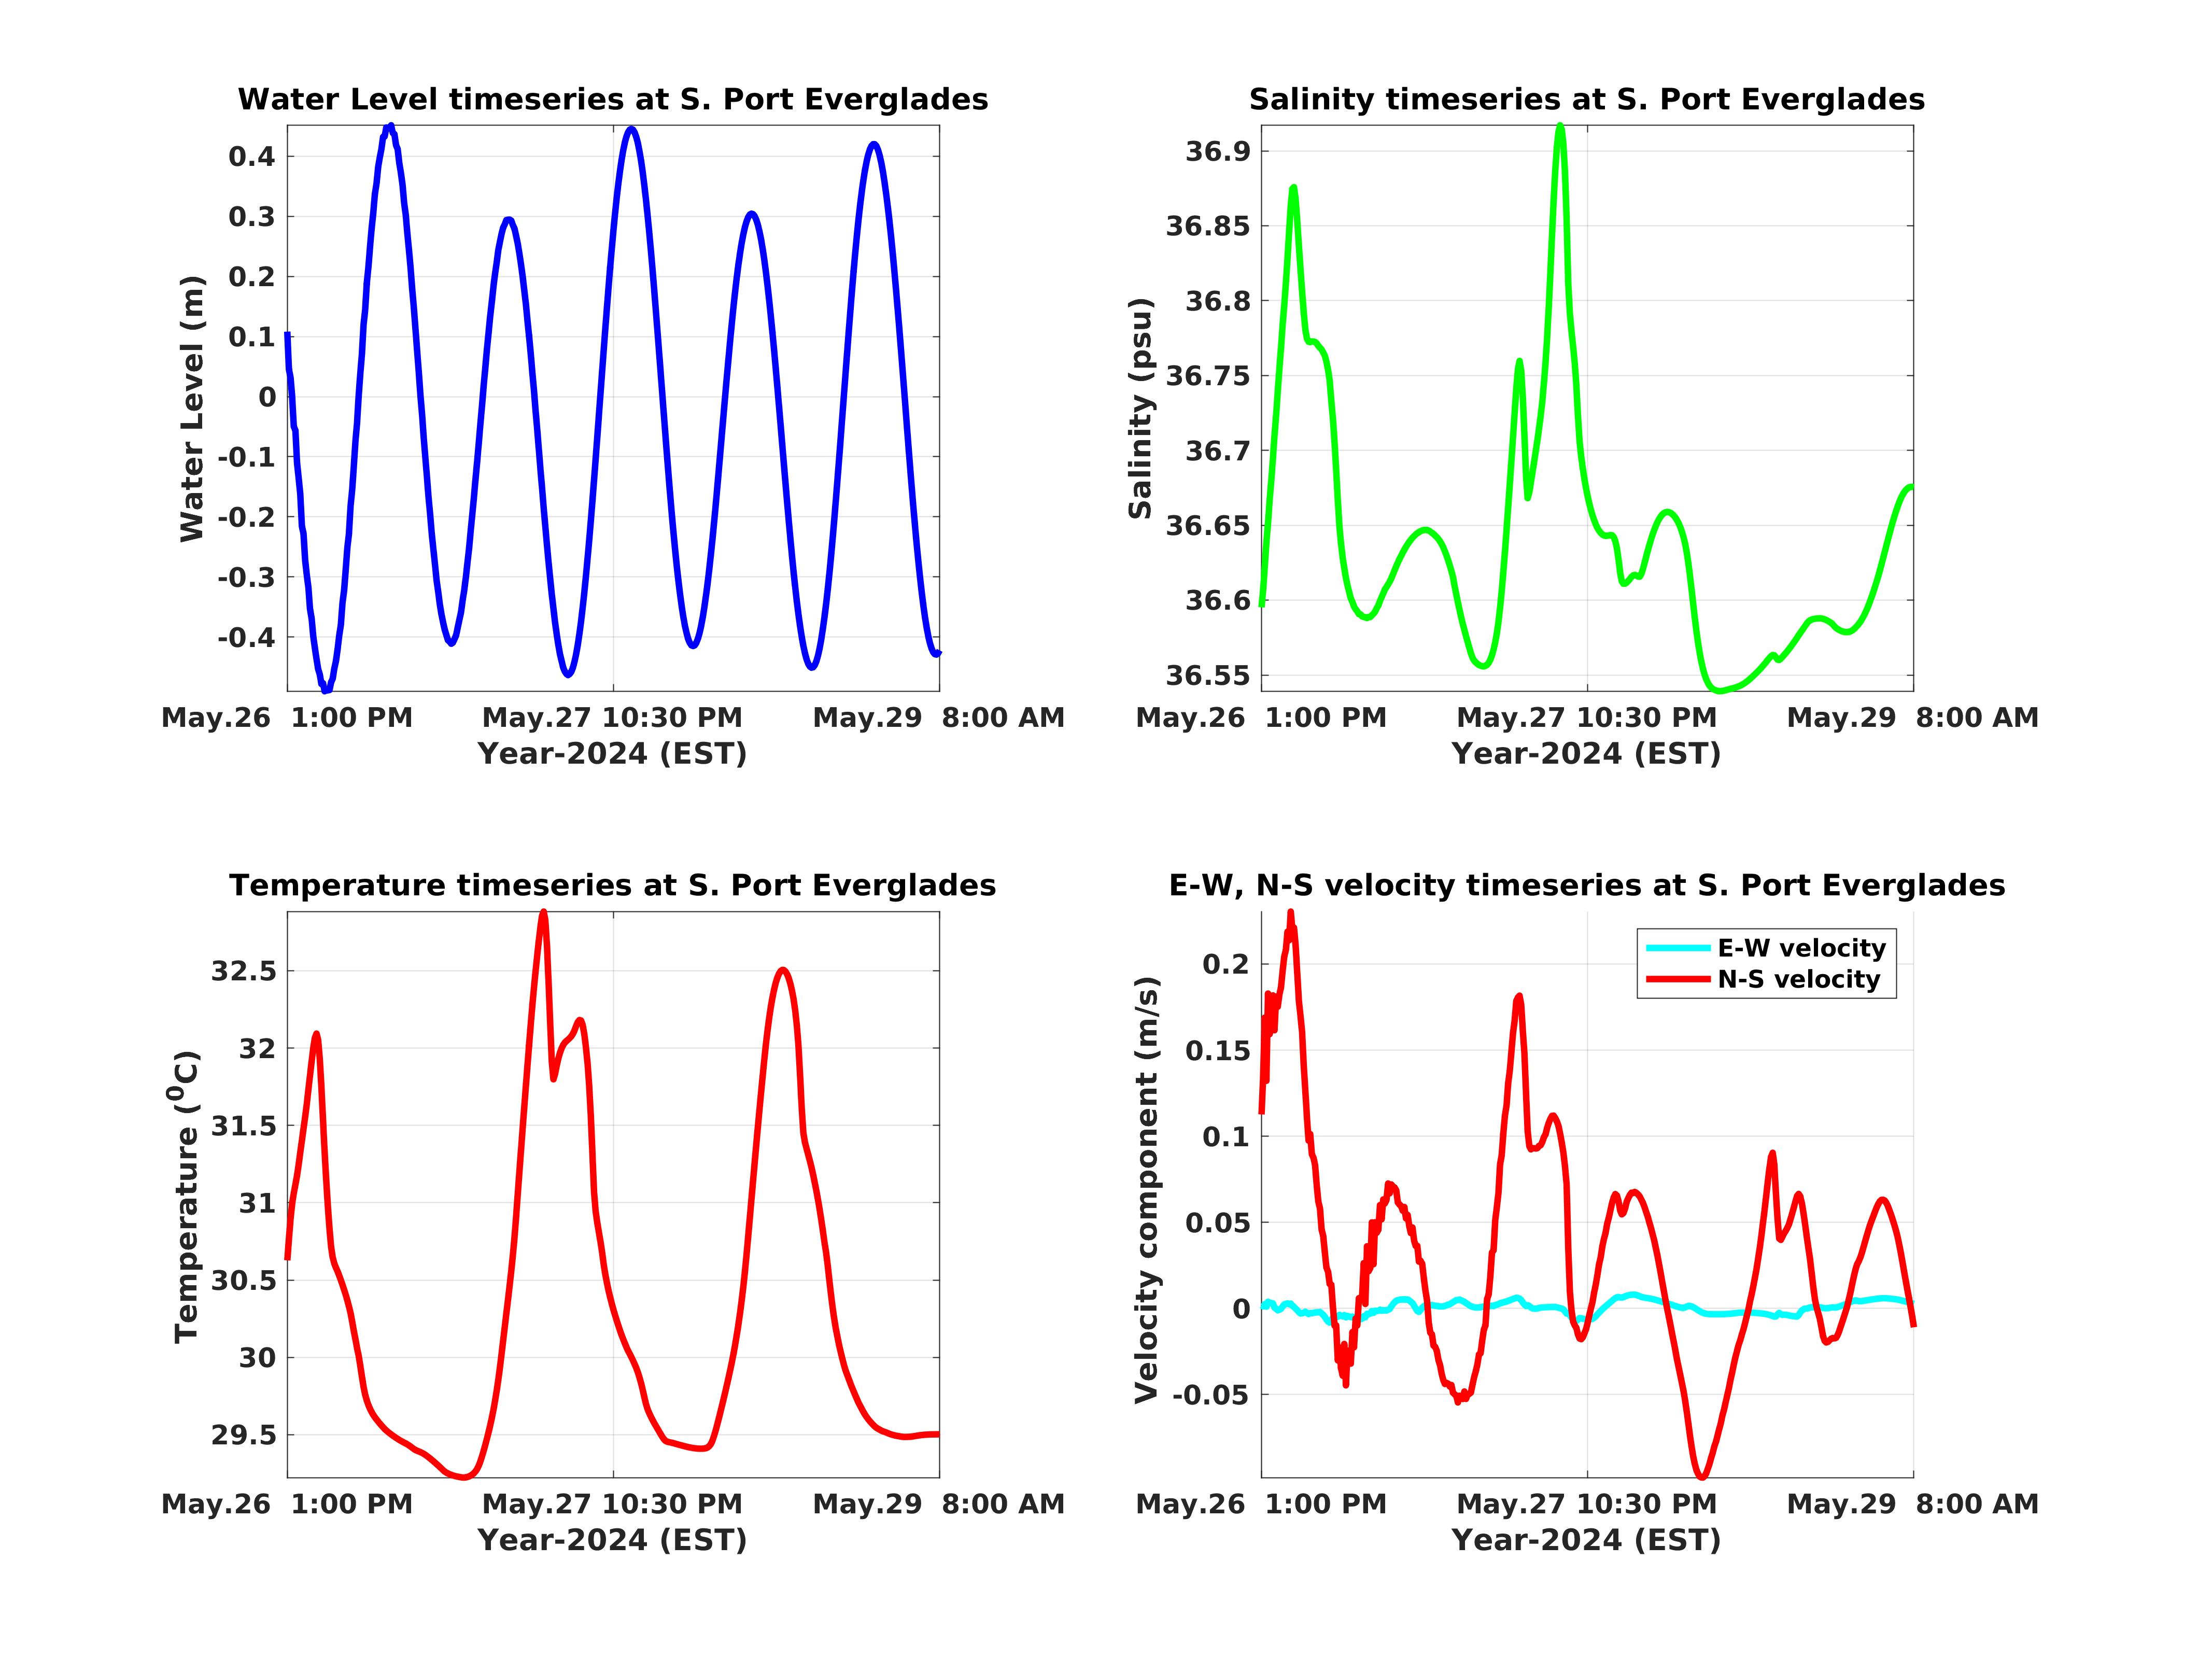 Water Level timeseries at S. Port Everglades
Water Level (m)
0.4
0.3
0.2
0.1
0
-0.1
-0.2
-0.3
-0.4
May.26 1:00 PM
May.27 10:30 PM
May.29 8:00 AM
Year-2024 (EST)
Salinity timeseries at S. Port Everglades
Salinity (psu)
36.9
36.85
36.8
36.75
36.7
36.65
36.6
36.55
May.26 1:00 PM
May.27 10:30 PM
May.29 8:00 AM
Year-2024 (EST)
Temperature timeseries at S. Port Everglades
Temperature (⁰C)
32.5
32
31.5
31
30.5
30
29.5
May.26 1:00 PM
May.27 10:30 PM
May.29 8:00 AM
Year-2024 (EST)
E-W, N-S velocity timeseries at S. Port Everglades
Velocity component (m/s)
0.2
0.15
0.1
0.05
0
-0.05
E-W velocity
N-S velocity
May.26 1:00 PM
May.27 10:30 PM
May.29 8:00 AM
Year-2024 (EST)